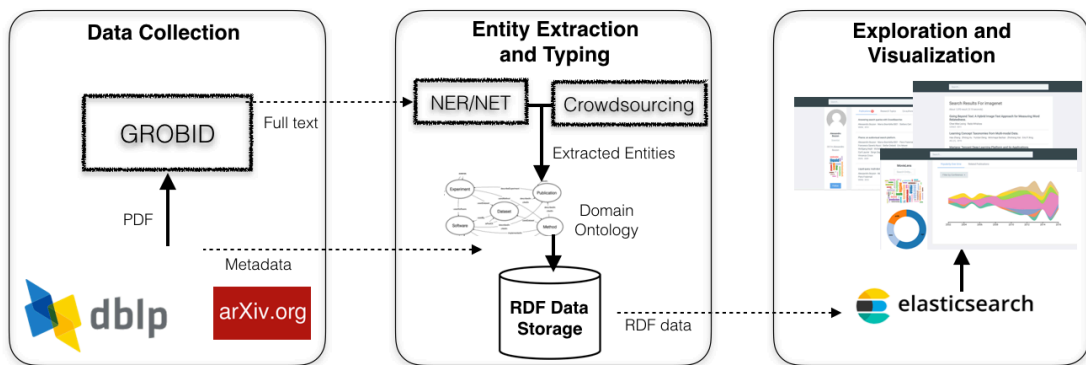 Data Collection
GROBID
PDF
Full text
Metadata
dblp
arXiv.org
Entity Extraction
and Typing
NER/NET
Crowdsourcing
Extracted Entities
Experiment
Publication
Dataset
Software
Method
Domain
Ontology
RDF Data
Storage
RDF data
Exploration and
Visualization
Search Results For Imagenet
elasticsearch